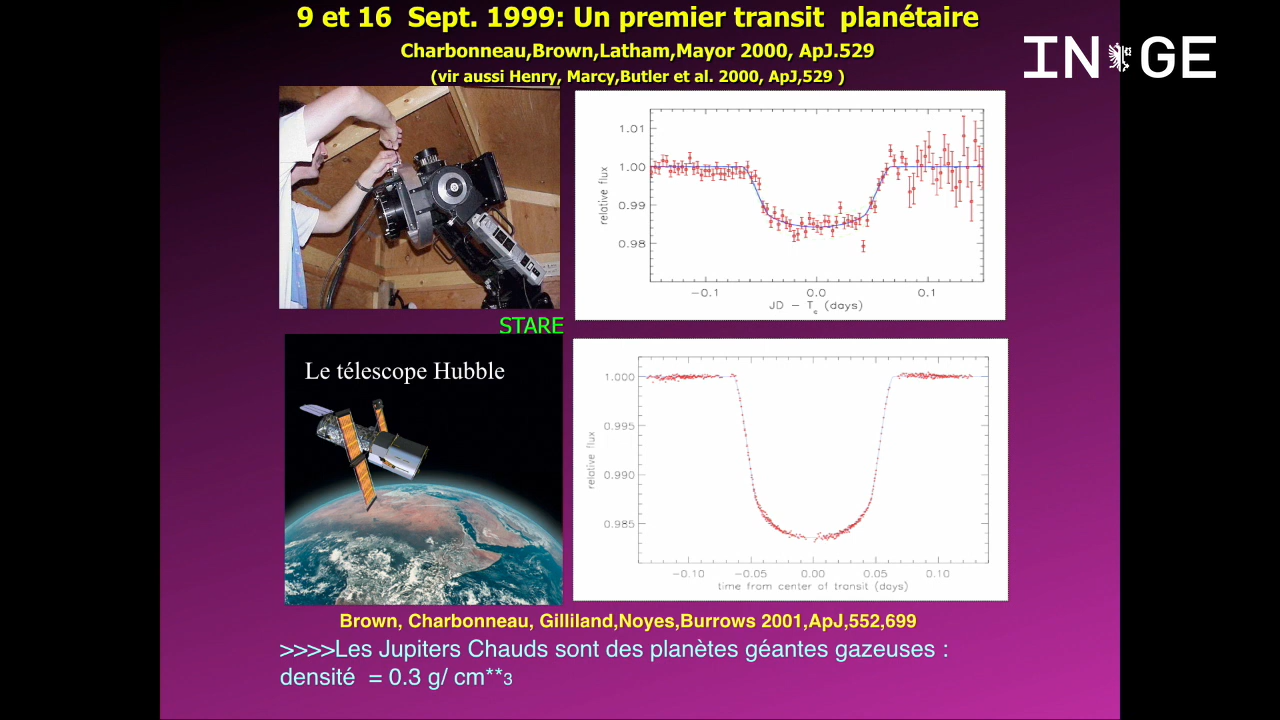 9 et 16  Sept. 1999: Un premier transit  planétaire
Charbonneau,Brown,Latham,Mayor 2000, ApJ.529
(vir aussi Henry, Marcy,Butler et al. 2000, ApJ,529 )
IN GE
1.01
1.00
0.99
0.98
relative flux
−0.1 0.0 0.1
JD − Tc (days)
STARE
Le télescope Hubble
1.000
0.995
0.990
0.985
relative flux
−0.10 −0.05 0.00 0.05 0.10
time from center of transit (days)
Brown, Charbonneau, Gilliland,Noyes,Burrows 2001,ApJ,552,699
>>>>Les Jupiters Chauds sont des planètes géantes gazeuses :
densité  = 0.3 g/ cm**3